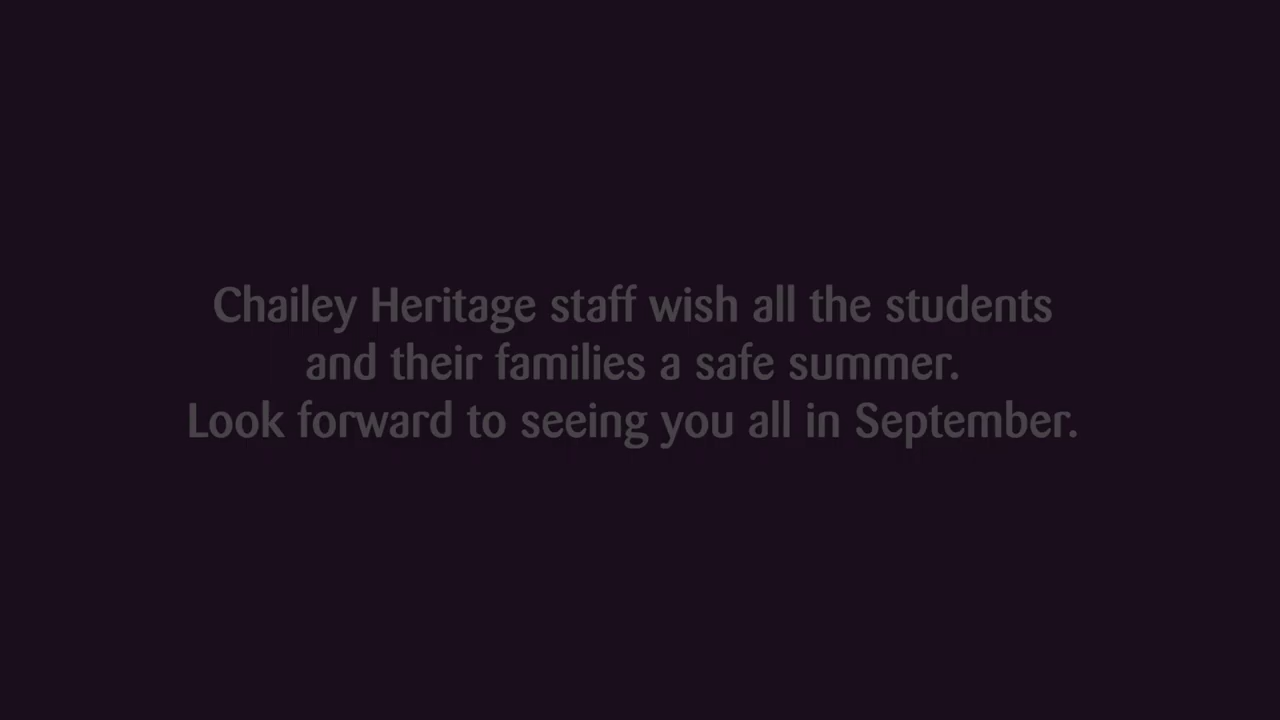 Chailey Heritage staff wish all the students
and their families a safe summer.
Look forward to seeing you all in September.